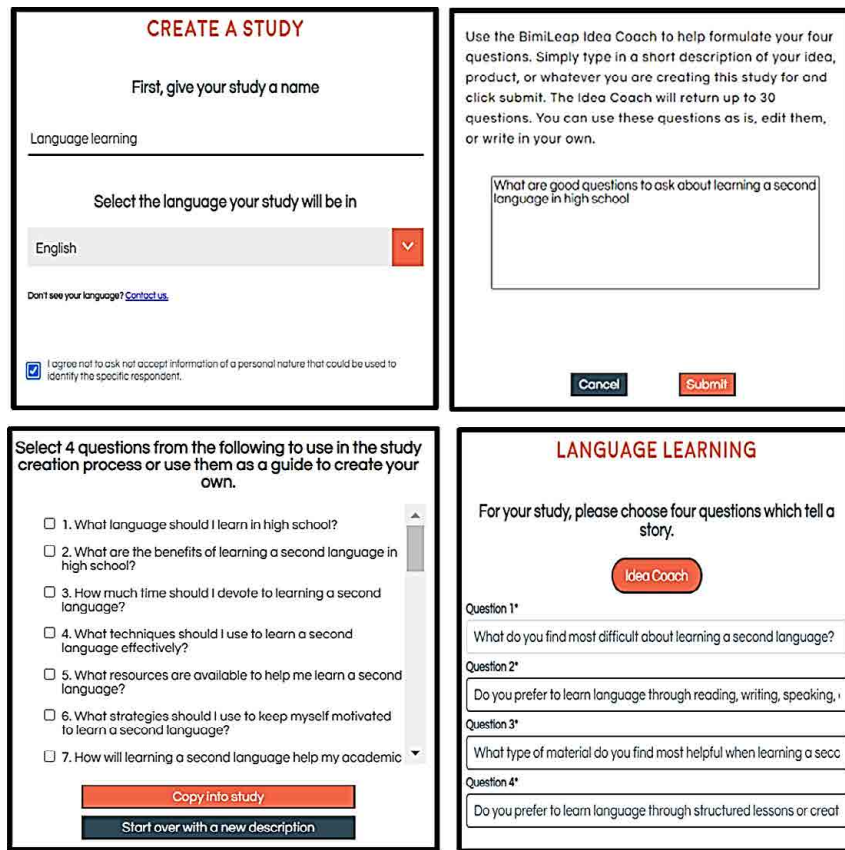 CREATE A STUDY
First, give your study a name
Language learning
Select the language your study will be in
English
Don't see your language? Contact us.
I agree not to ask not accept information of a personal nature that could be used to
identify the specific respondent.
Use the BimiLeap Idea Coach to help formulate your four
questions. Simply type in a short description of your idea,
product, or whatever you are creating this study for and
click submit. The Idea Coach will return up to 30
questions. You can use these questions as is, edit them,
or write in your own.
What are good questions to ask about learning a second
language in high school
Cancel
Submit
Select 4 questions from the following to use in the study
creation process or use them as a guide to create your
own.
1. What language should I learn in high school?
2. What are the benefits of learning a second language in
high school?
3. How much time should I devote to learning a second
language?
4. What techniques should I use to learn a second
language effectively?
5. What resources are available to help me learn a second
language?
6. What strategies should I use to keep myself motivated
to learn a second language?
7. How will learning a second language help my academic
Copy into study
Start over with a new description
LANGUAGE LEARNING
For your study, please choose four questions which tell a
story.
Idea Coach
Question 1*
What do you find most difficult about learning a second language?
Question 2*
Do you prefer to learn language through reading, writing, speaking,
Question 3*
What type of material do you find most helpful when learning a seco
Question 4*
Do you prefer to learn language through structured lessons or creat